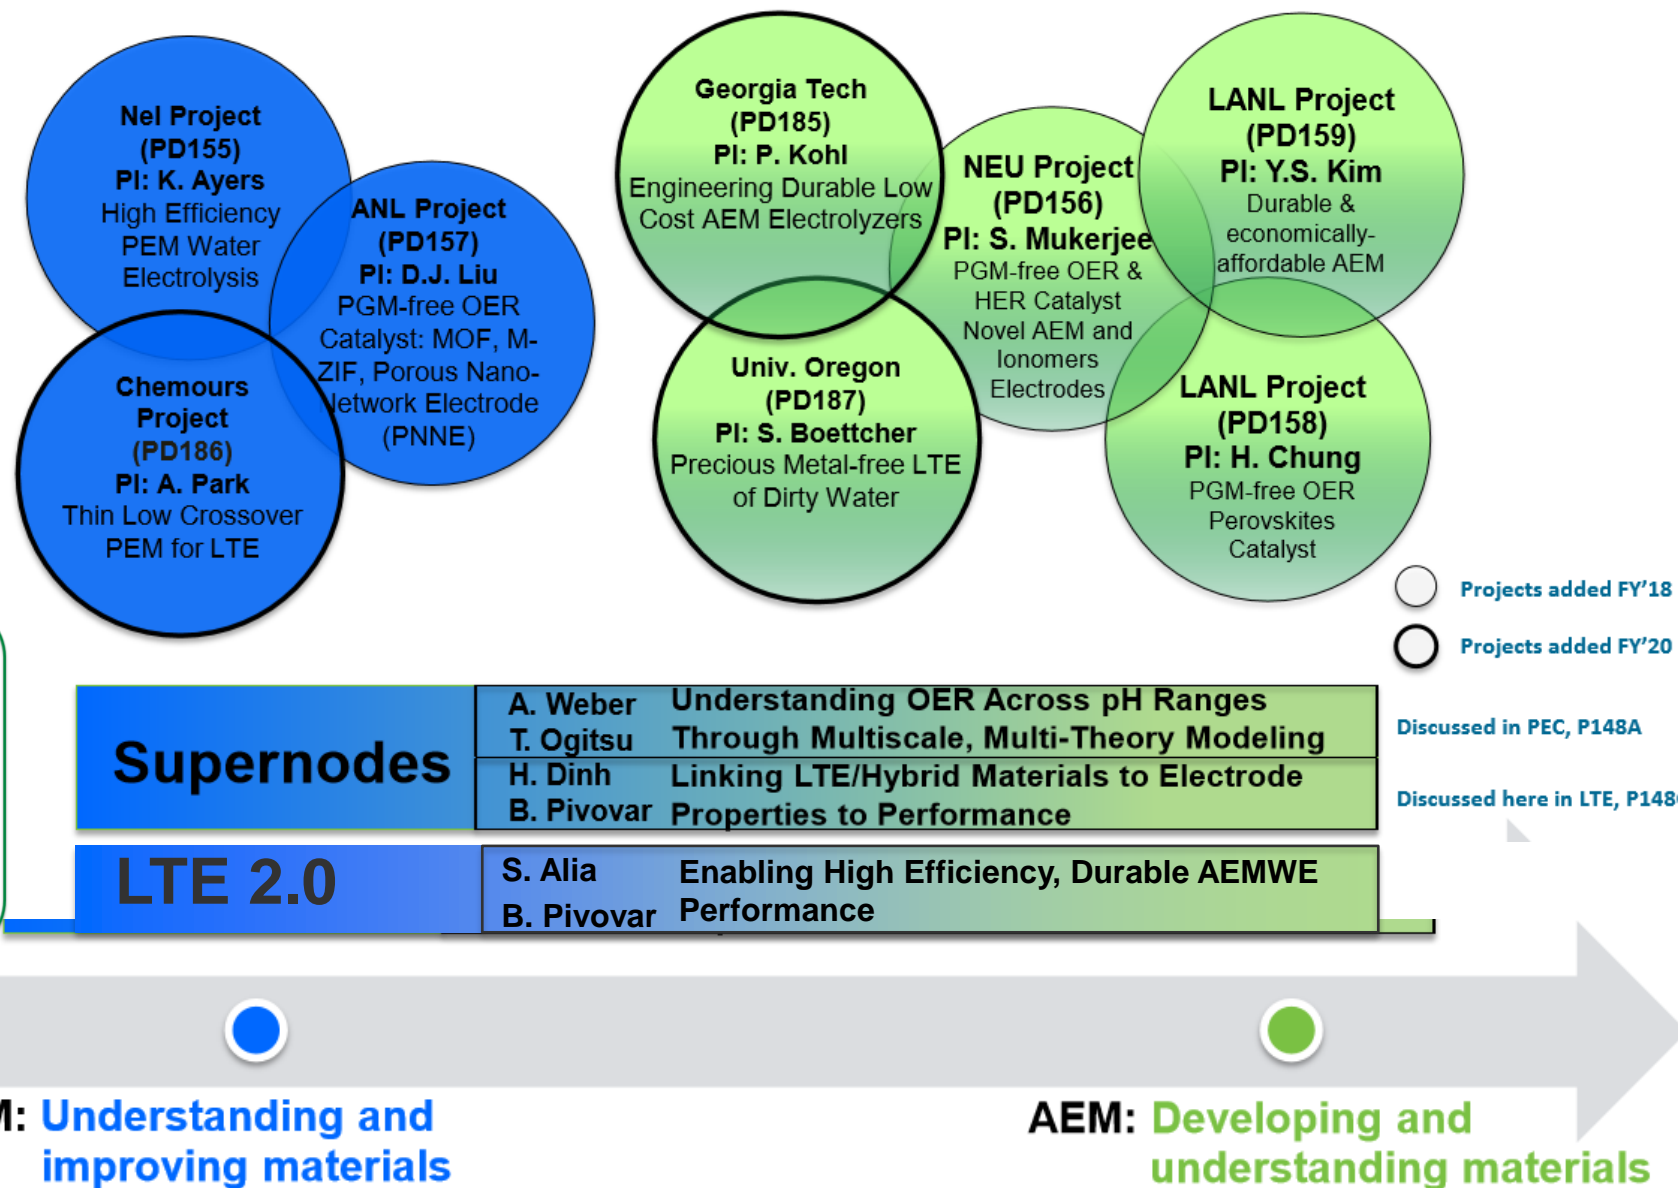 Nel Project
(PD155)
PI: K. Ayers
High Efficiency
PEM Water
Electrolysis
ANL Project
(PD157)
PI: D.J. Liu
PGM-free OER
Catalyst: MOF, M-
ZIF, Porous Nano-
Network Electrode
(PNNE)
Chemours
Project
(PD186)
PI: A. Park
Thin Low Crossover
PEM for LTE
Georgia Tech
(PD185)
PI: P. Kohl
Engineering Durable Low
Cost AEM Electrolyzers
Univ. Oregon
(PD187)
PI: S. Boettcher
Precious Metal-free LTE
of Dirty Water
NEU Project
(PD156)
PI: S. Mukerjee
PGM-free OER &
HER Catalyst
Novel AEM and
Ionomers
Electrodes
LANL Project
(PD159)
PI: Y.S. Kim
Durable &
economically-
affordable AEM
LANL Project
(PD158)
PI: H. Chung
PGM-free OER
Perovskites
Catalyst
Projects added FY'18
Projects added FY'20
Supernodes
A. Weber Understanding OER Across pH Ranges
T. Ogitsu Through Multiscale, Multi-Theory Modeling
Discussed in PEC, P148A
H. Dinh Linking LTE/Hybrid Materials to Electrode
B. Pivovar Properties to Performance
Discussed here in LTE, P148
LTE 2.0
S. Alia Enabling High Efficiency, Durable AEMWE
B. Pivovar Performance
M: Understanding and
improving materials
AEM: Developing and
understanding materials